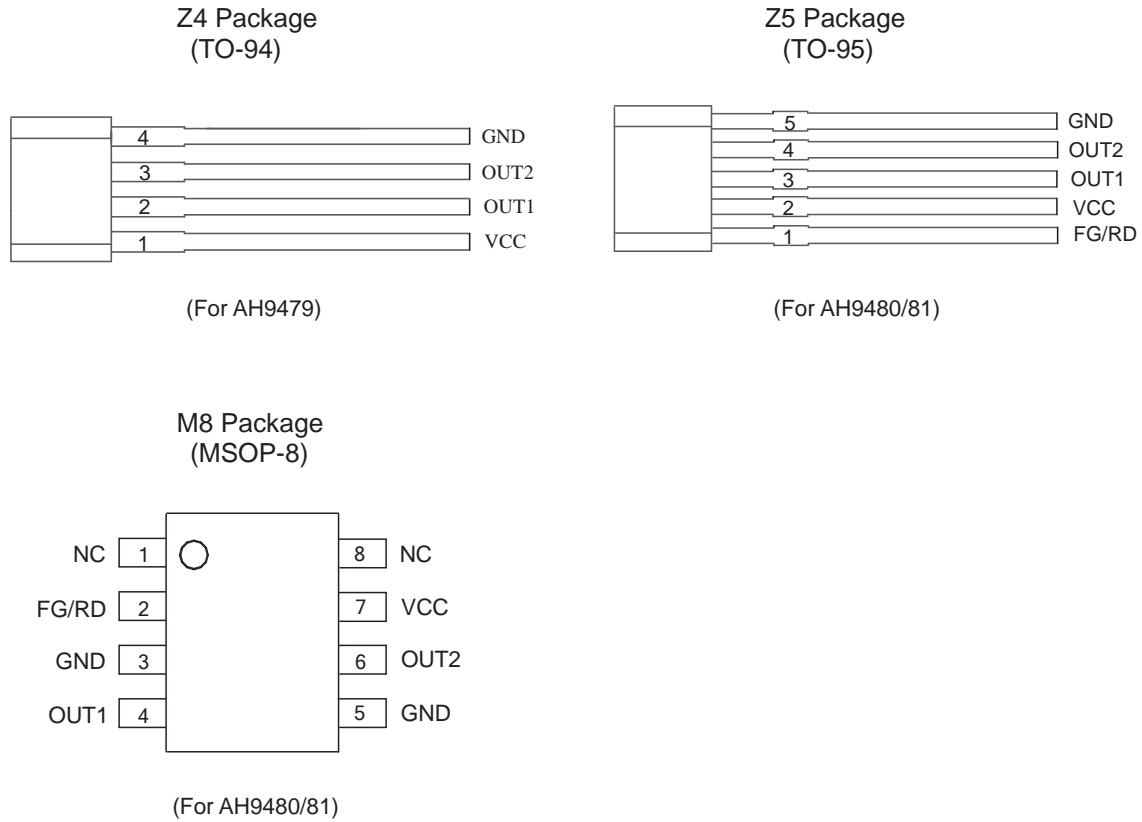 Z4 Package
(TO-94)
4 GND
3 OUT2
2 OUT1
1 VCC
(For AH9479)
Z5 Package
(TO-95)
5 GND
4 OUT2
3 OUT1
2 VCC
1 FG/RD
(For AH9480/81)
M8 Package
(MSOP-8)
NC 1 8 NC
FG/RD 2 7 VCC
GND 3 6 OUT2
OUT1 4 5 GND
(For AH9480/81)